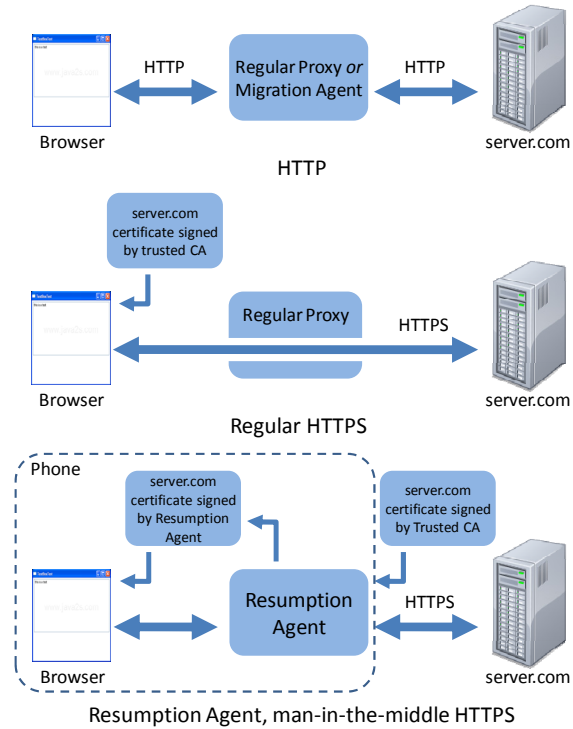 HTTP
Regular Proxy or
Migration Agent
HTTP
Browser
server.com
HTTP
server.com
certificate signed
by trusted CA
Regular Proxy
HTTPS
Browser
server.com
Regular HTTPS
Phone
server.com
certificate signed
by Resumption
Agent
server.com
certificate signed
by Trusted CA
Resumption
Agent
HTTPS
Browser
server.com
Resumption Agent, man-in-the-middle HTTPS